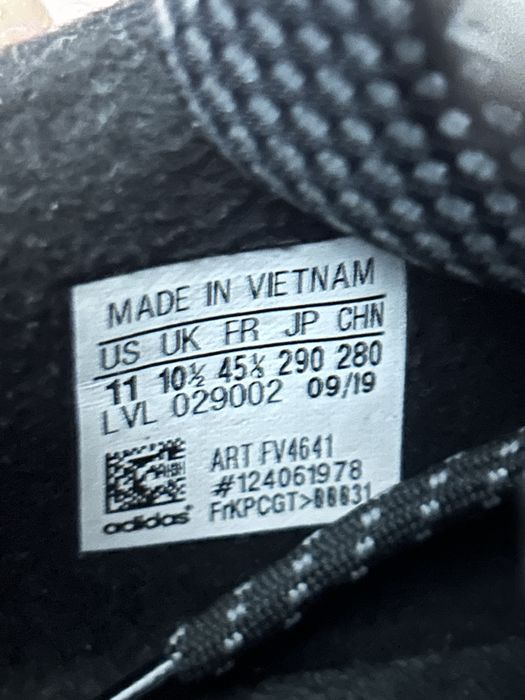 MADE IN VIETNAM
US UK FR JP CHN
11 10½ 45⅓ 290 280
LVL 029002 09/19
ART FV4641
#124061978
adidas